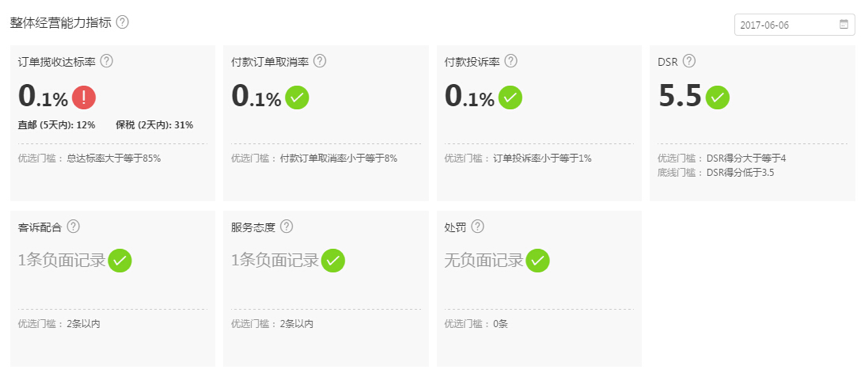 整体经营能力指标 ?
2017-06-06
订单揽收达标率 ?
0.1% !
直邮 (5天内): 12% 保税 (2天内): 31%
优选门槛： 总达标率大于等于85%
付款订单取消率 ?
0.1%
优选门槛： 付款订单取消率小于等于8%
付款投诉率 ?
0.1%
优选门槛： 订单投诉率小于等于1%
DSR ?
5.5
优选门槛： DSR得分大于等于4
底线门槛： DSR得分低于3.5
客诉配合 ?
1条负面记录
优选门槛： 2条以内
服务态度 ?
1条负面记录
优选门槛： 2条以内
处罚 ?
无负面记录
优选门槛： 0条